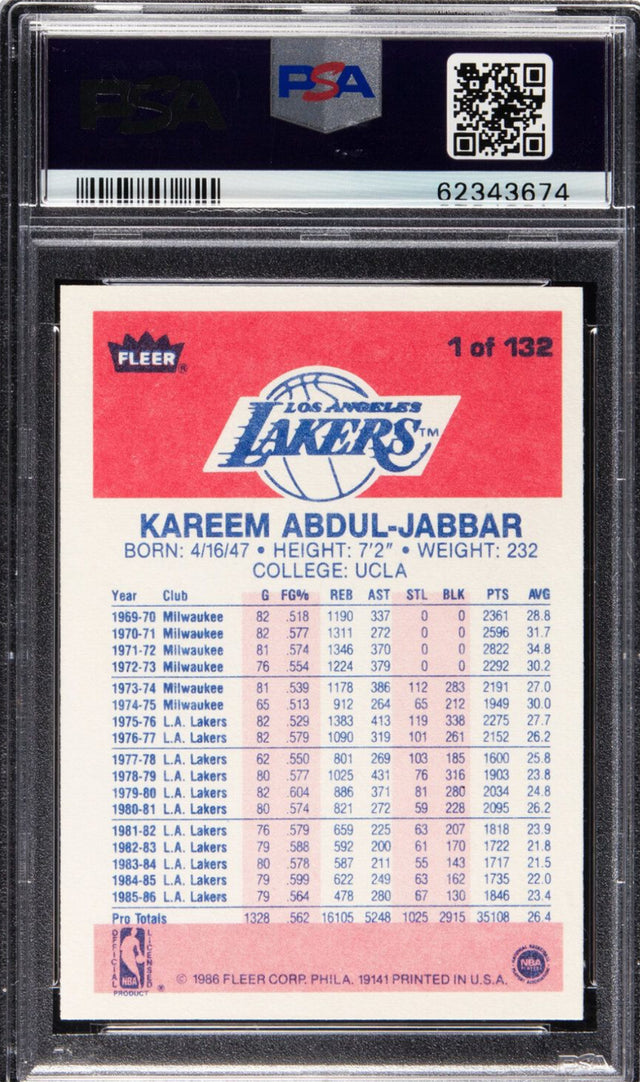 PSA
PSA
62343674
FLEER®
1 of 132
LOS ANGELES
LAKERS™
KAREEM ABDUL-JABBAR
BORN: 4/16/47 • HEIGHT: 7'2" • WEIGHT: 232
COLLEGE: UCLA
Year Club G FG% REB AST STL BLK PTS AVG
1969-70 Milwaukee 82 .518 1190 337 0 0 2361 28.8
1970-71 Milwaukee 82 .577 1311 272 0 0 2596 31.7
1971-72 Milwaukee 81 .574 1346 370 0 0 2822 34.8
1972-73 Milwaukee 76 .554 1224 379 0 0 2292 30.2
1973-74 Milwaukee 81 .539 1178 386 112 283 2191 27.0
1974-75 Milwaukee 65 .513 912 264 65 212 1949 30.0
1975-76 L.A. Lakers 82 .529 1383 413 119 338 2275 27.7
1976-77 L.A. Lakers 82 .579 1090 319 101 261 2152 26.2
1977-78 L.A. Lakers 62 .550 801 269 103 185 1600 25.8
1978-79 L.A. Lakers 80 .577 1025 431 76 316 1903 23.8
1979-80 L.A. Lakers 82 .604 886 371 81 280 2034 24.8
1980-81 L.A. Lakers 80 .574 821 272 59 228 2095 26.2
1981-82 L.A. Lakers 76 .579 659 225 63 207 1818 23.9
1982-83 L.A. Lakers 79 .588 592 200 61 170 1722 21.8
1983-84 L.A. Lakers 80 .578 587 211 55 143 1717 21.5
1984-85 L.A. Lakers 79 .599 622 249 63 162 1735 22.0
1985-86 L.A. Lakers 79 .564 478 280 67 130 1846 23.4
Pro Totals 1328 .562 16105 5248 1025 2915 35108 26.4
OFFICIAL LICENSED
NBA ®
PRODUCT
© 1986 FLEER CORP. PHILA. 19141 PRINTED IN U.S.A.
NBA
PLAYERS
PSA